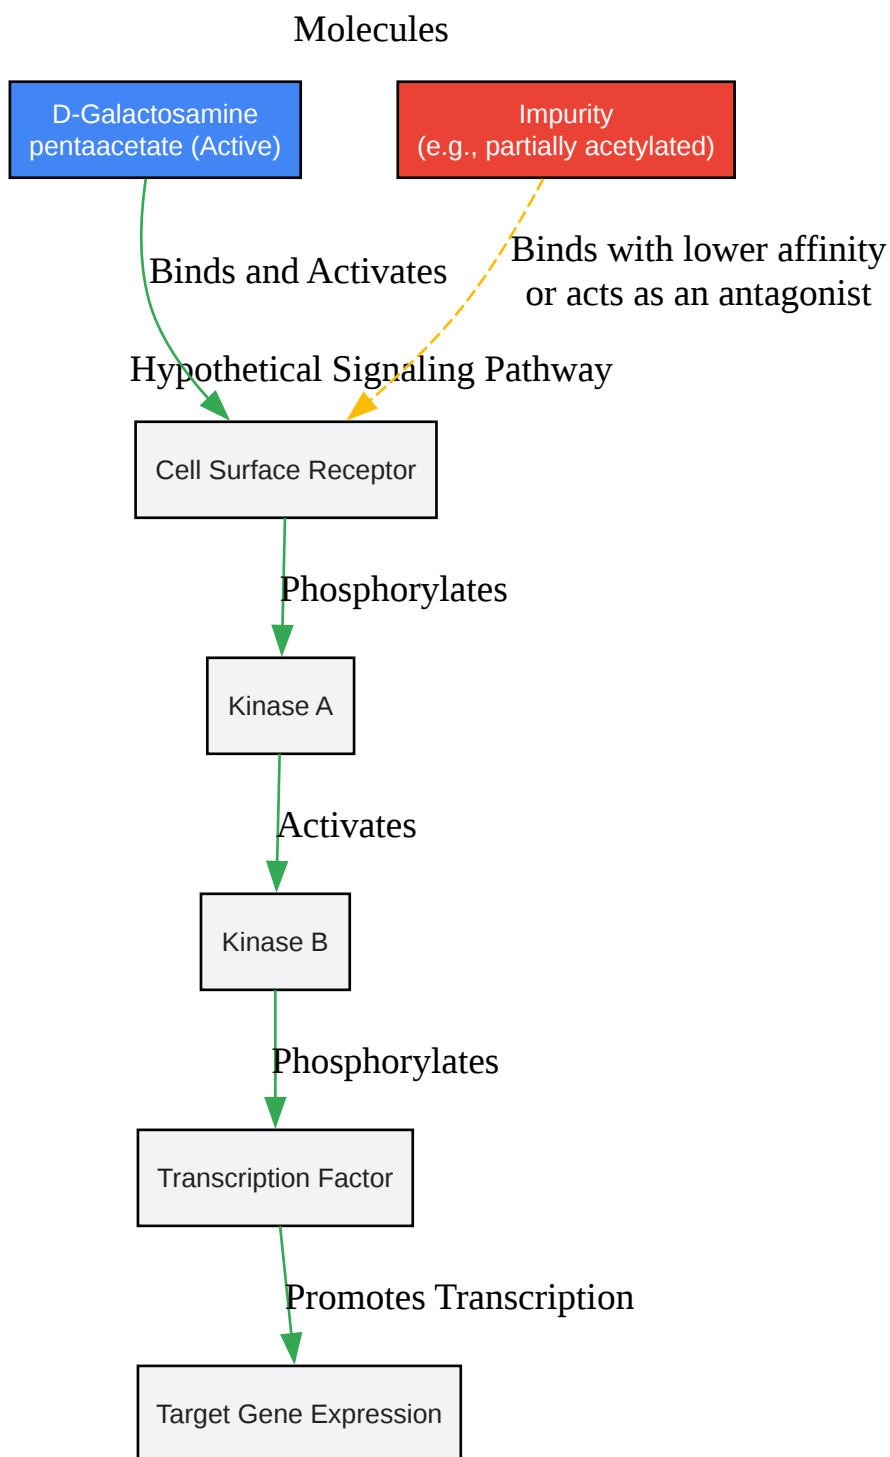 Molecules
D-Galactosamine
pentaacetate (Active)
Impurity
(e.g., partially acetylated)
Binds and Activates
Binds with lower affinity
or acts as an antagonist
Hypothetical Signaling Pathway
Cell Surface Receptor
Phosphorylates
Kinase A
Activates
Kinase B
Phosphorylates
Transcription Factor
Promotes Transcription
Target Gene Expression